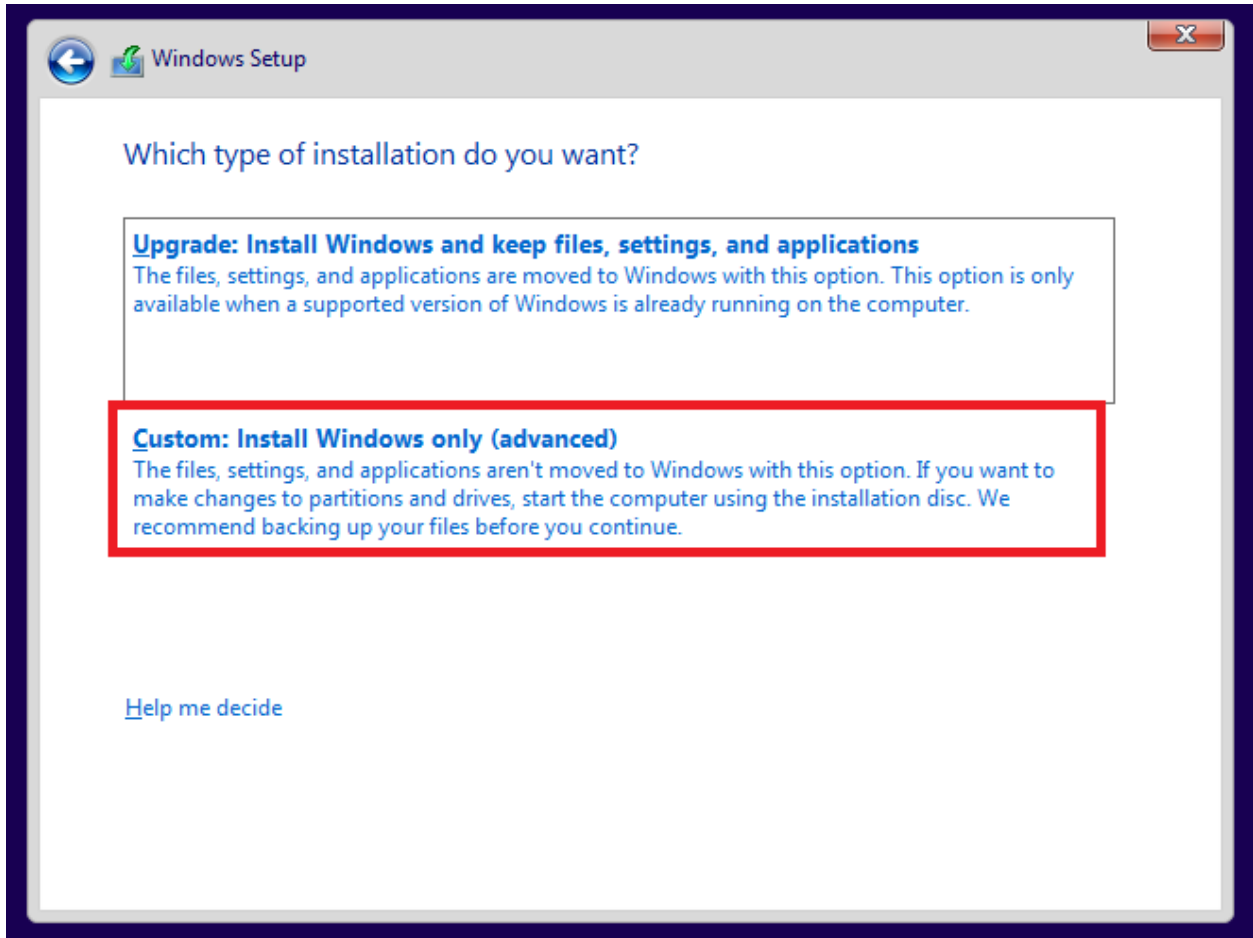 Windows Setup
Which type of installation do you want?
Upgrade: Install Windows and keep files, settings, and applications
The files, settings, and applications are moved to Windows with this option. This option is only
available when a supported version of Windows is already running on the computer.
Custom: Install Windows only (advanced)
The files, settings, and applications aren't moved to Windows with this option. If you want to
make changes to partitions and drives, start the computer using the installation disc. We
recommend backing up your files before you continue.
Help me decide